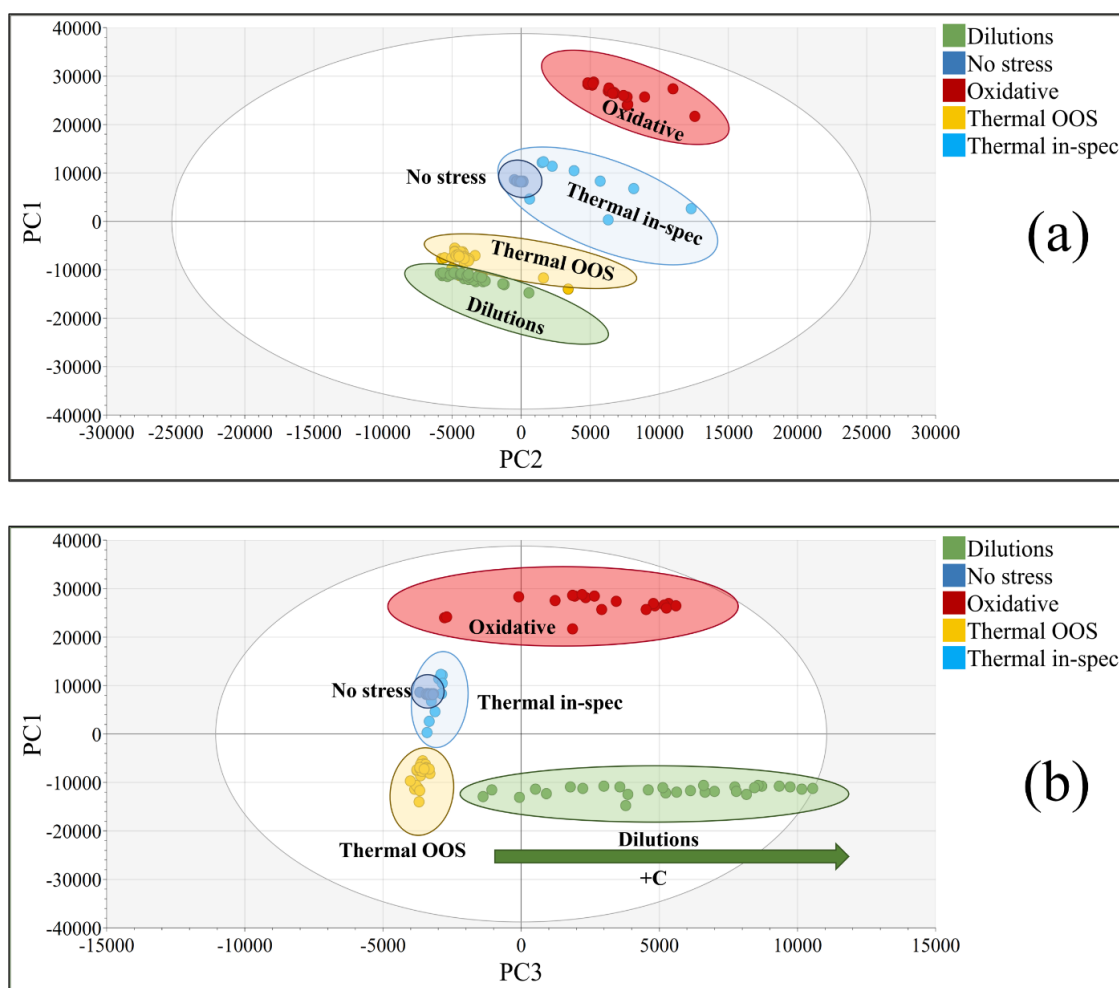 40000
30000
20000
10000
0
-10000
-20000
-30000
-40000
PC1
-30000 -25000 -20000 -15000 -10000 -5000 0 5000 10000 15000 20000 25000 30000
PC2
Oxidative
No stress
Thermal in-spec
Thermal OOS
Dilutions
Dilutions
No stress
Oxidative
Thermal OOS
Thermal in-spec
(a)
40000
30000
20000
10000
0
-10000
-20000
-30000
-40000
PC1
-15000 -10000 -5000 0 5000 10000 15000
PC3
Oxidative
No stress
Thermal in-spec
Thermal OOS
Dilutions
+C
Dilutions
No stress
Oxidative
Thermal OOS
Thermal in-spec
(b)